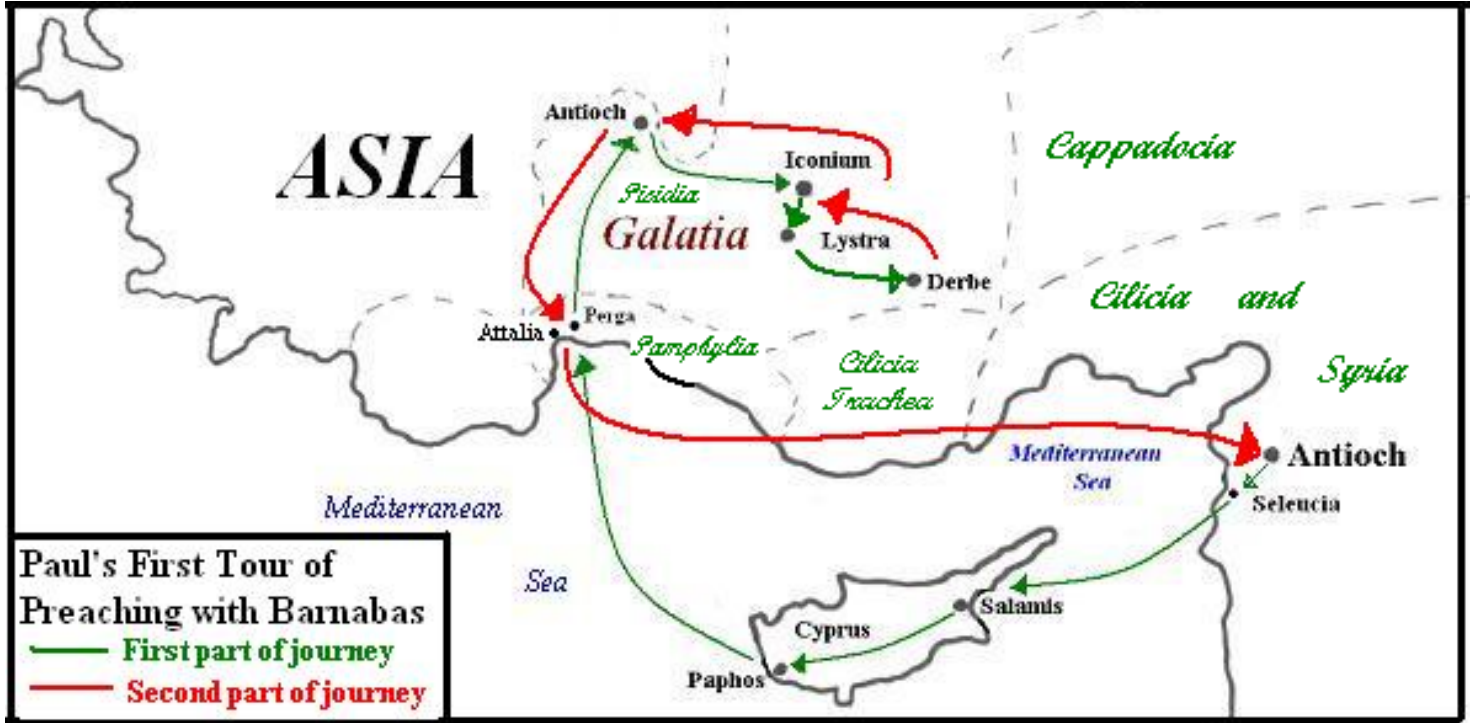 Antioch
ASIA
Iconium
Cappadocia
Pisidia
Galatia
Lystra
Derbe
Cilicia and
Syria
Attalia
Perga
Pamphylia
Cilicia
Trachea
Mediterranean
Sea
Antioch
Seleucia
Mediterranean
Sea
Salamis
Cyprus
Paphos
Paul's First Tour of
Preaching with Barnabas
First part of journey
Second part of journey